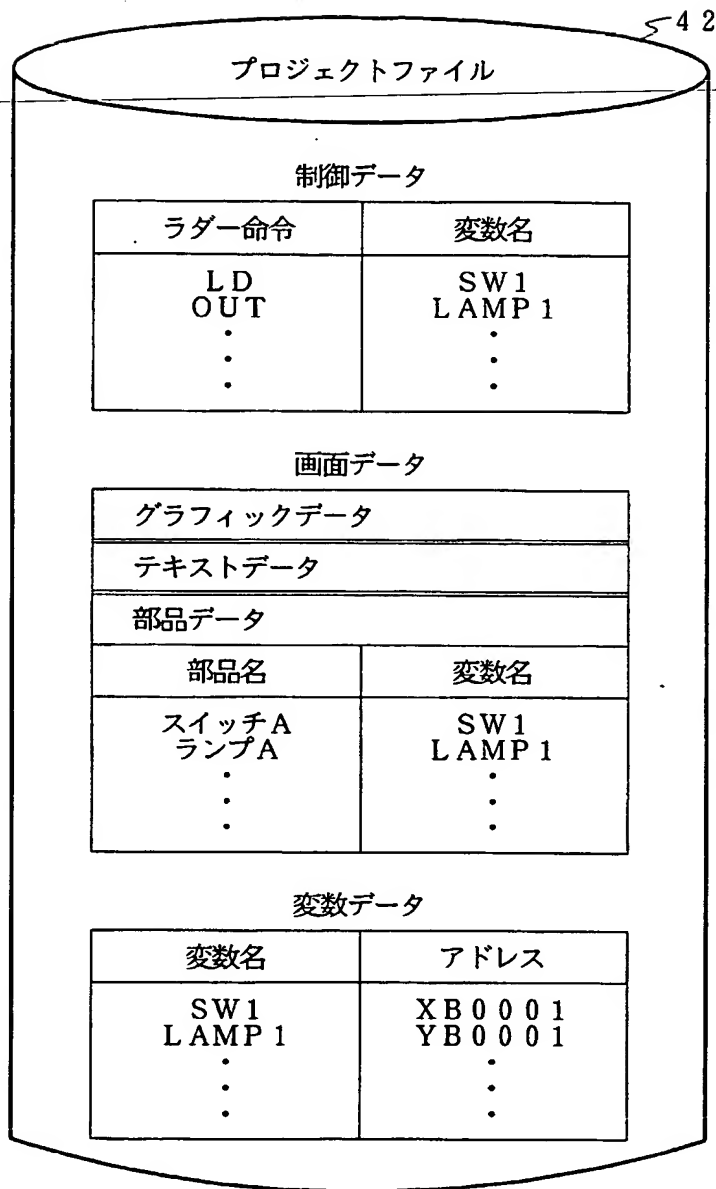 42
プロジェクトファイル
制御データ
ラダー命令 変数名
LD SW1
OUT LAMP1
・ ・
・ ・
・ ・
画面データ
グラフィックデータ
テキストデータ
部品データ
部品名 変数名
スイッチA SW1
ランプA LAMP1
・ ・
・ ・
・ ・
変数データ
変数名 アドレス
SW1 XB0001
LAMP1 YB0001
・ ・
・ ・
・ ・